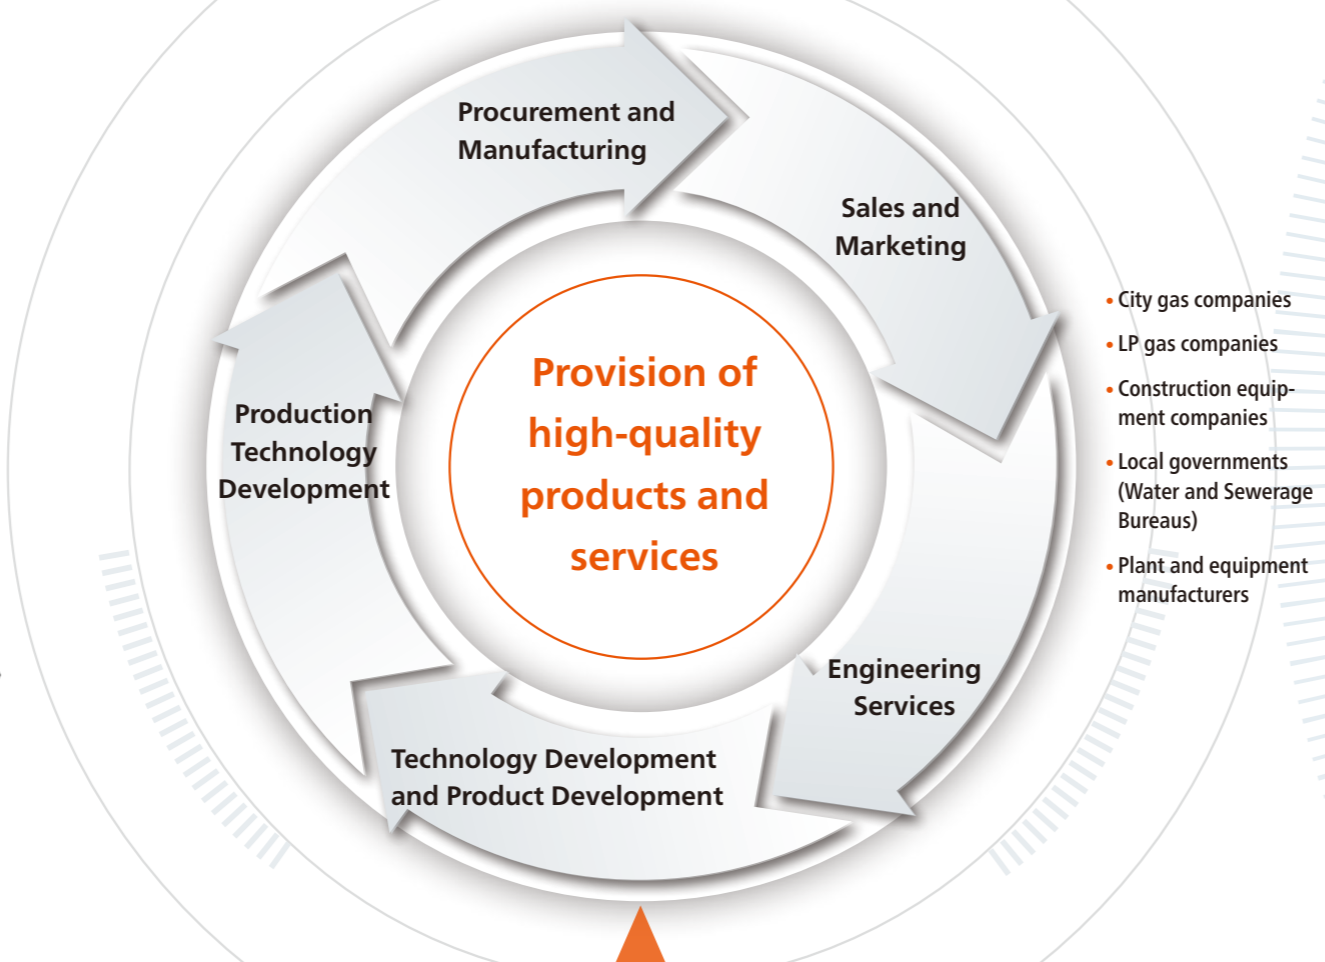 Procurement and
Manufacturing
Sales and
Marketing
Provision of
high-quality
products and
services
Production
Technology
Development
• City gas companies
• LP gas companies
• Construction equip-
ment companies
• Local governments
(Water and Sewerage
Bureaus)
• Plant and equipment
manufacturers
Engineering
Services
Technology Development
and Product Development